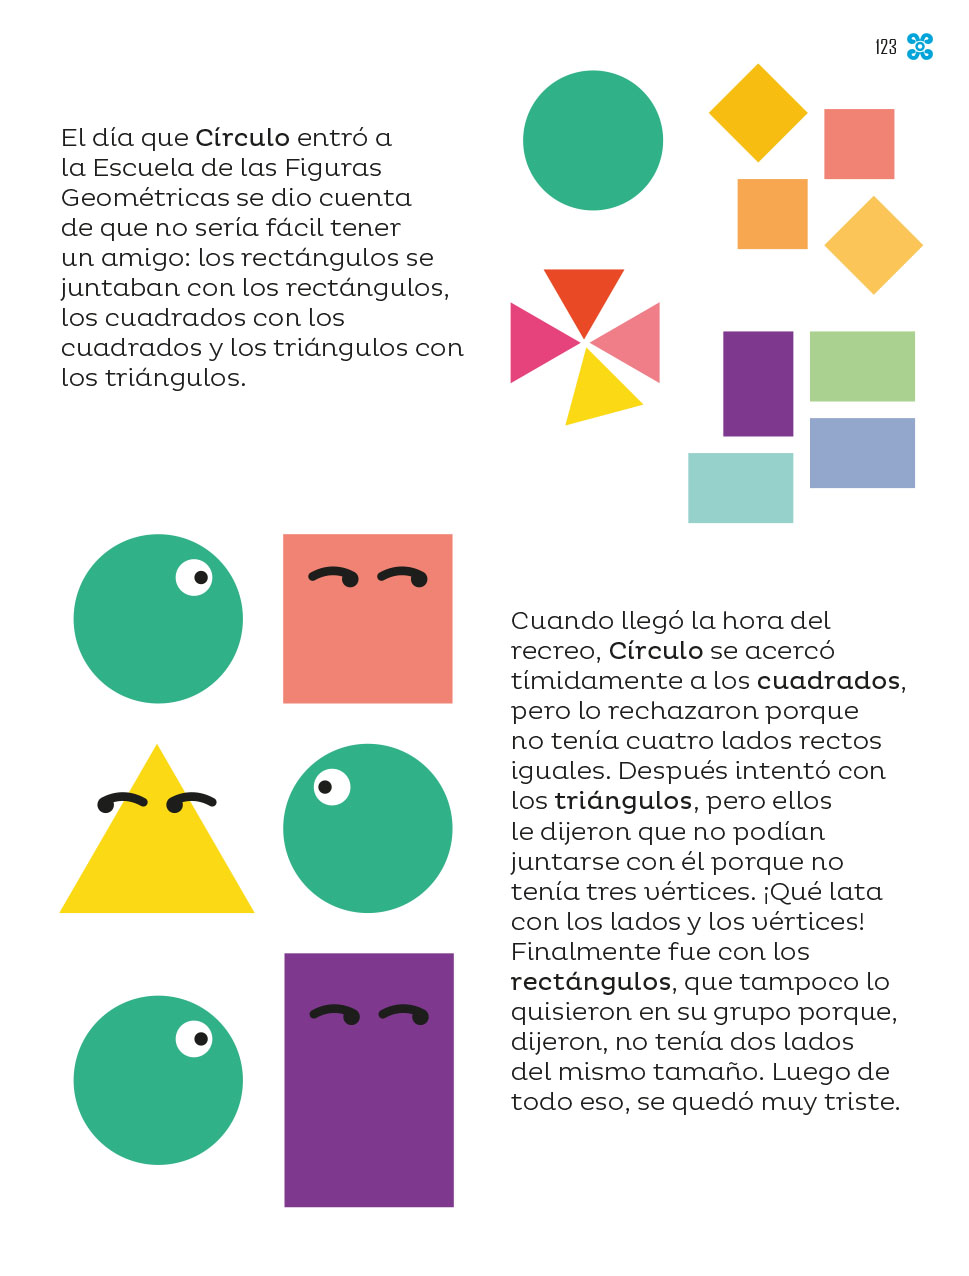 123
El día que Círculo entró a
la Escuela de las Figuras
Geométricas se dio cuenta
de que no sería fácil tener
un amigo: los rectángulos se
juntaban con los rectángulos,
los cuadrados con los
cuadrados y los triángulos con
los triángulos.
Cuando llegó la hora del
recreo, Círculo se acercó
tímidamente a los cuadrados,
pero lo rechazaron porque
no tenía cuatro lados rectos
iguales. Después intentó con
los triángulos, pero ellos
le dijeron que no podían
juntarse con él porque no
tenía tres vértices. ¡Qué lata
con los lados y los vértices!
Finalmente fue con los
rectángulos, que tampoco lo
quisieron en su grupo porque,
dijeron, no tenía dos lados
del mismo tamaño. Luego de
todo eso, se quedó muy triste.